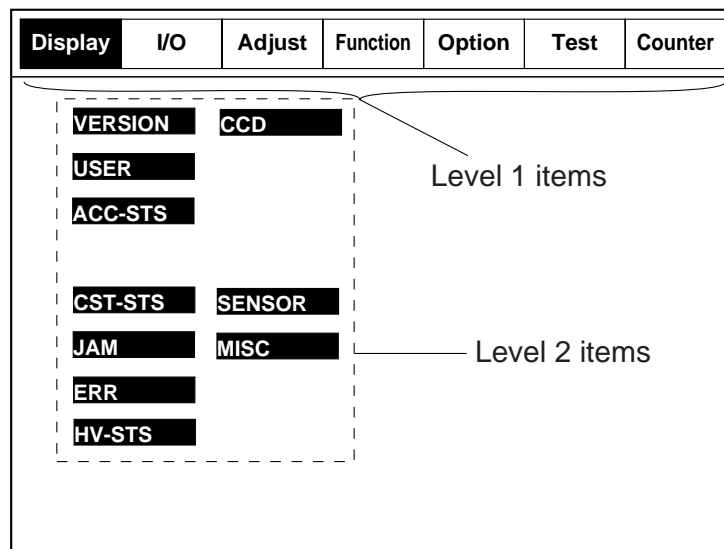 Display I/O Adjust Function Option Test Counter
VERSION CCD
USER
Level 1 items
ACC-STS
CST-STS SENSOR
JAM MISC
Level 2 items
ERR
HV-STS